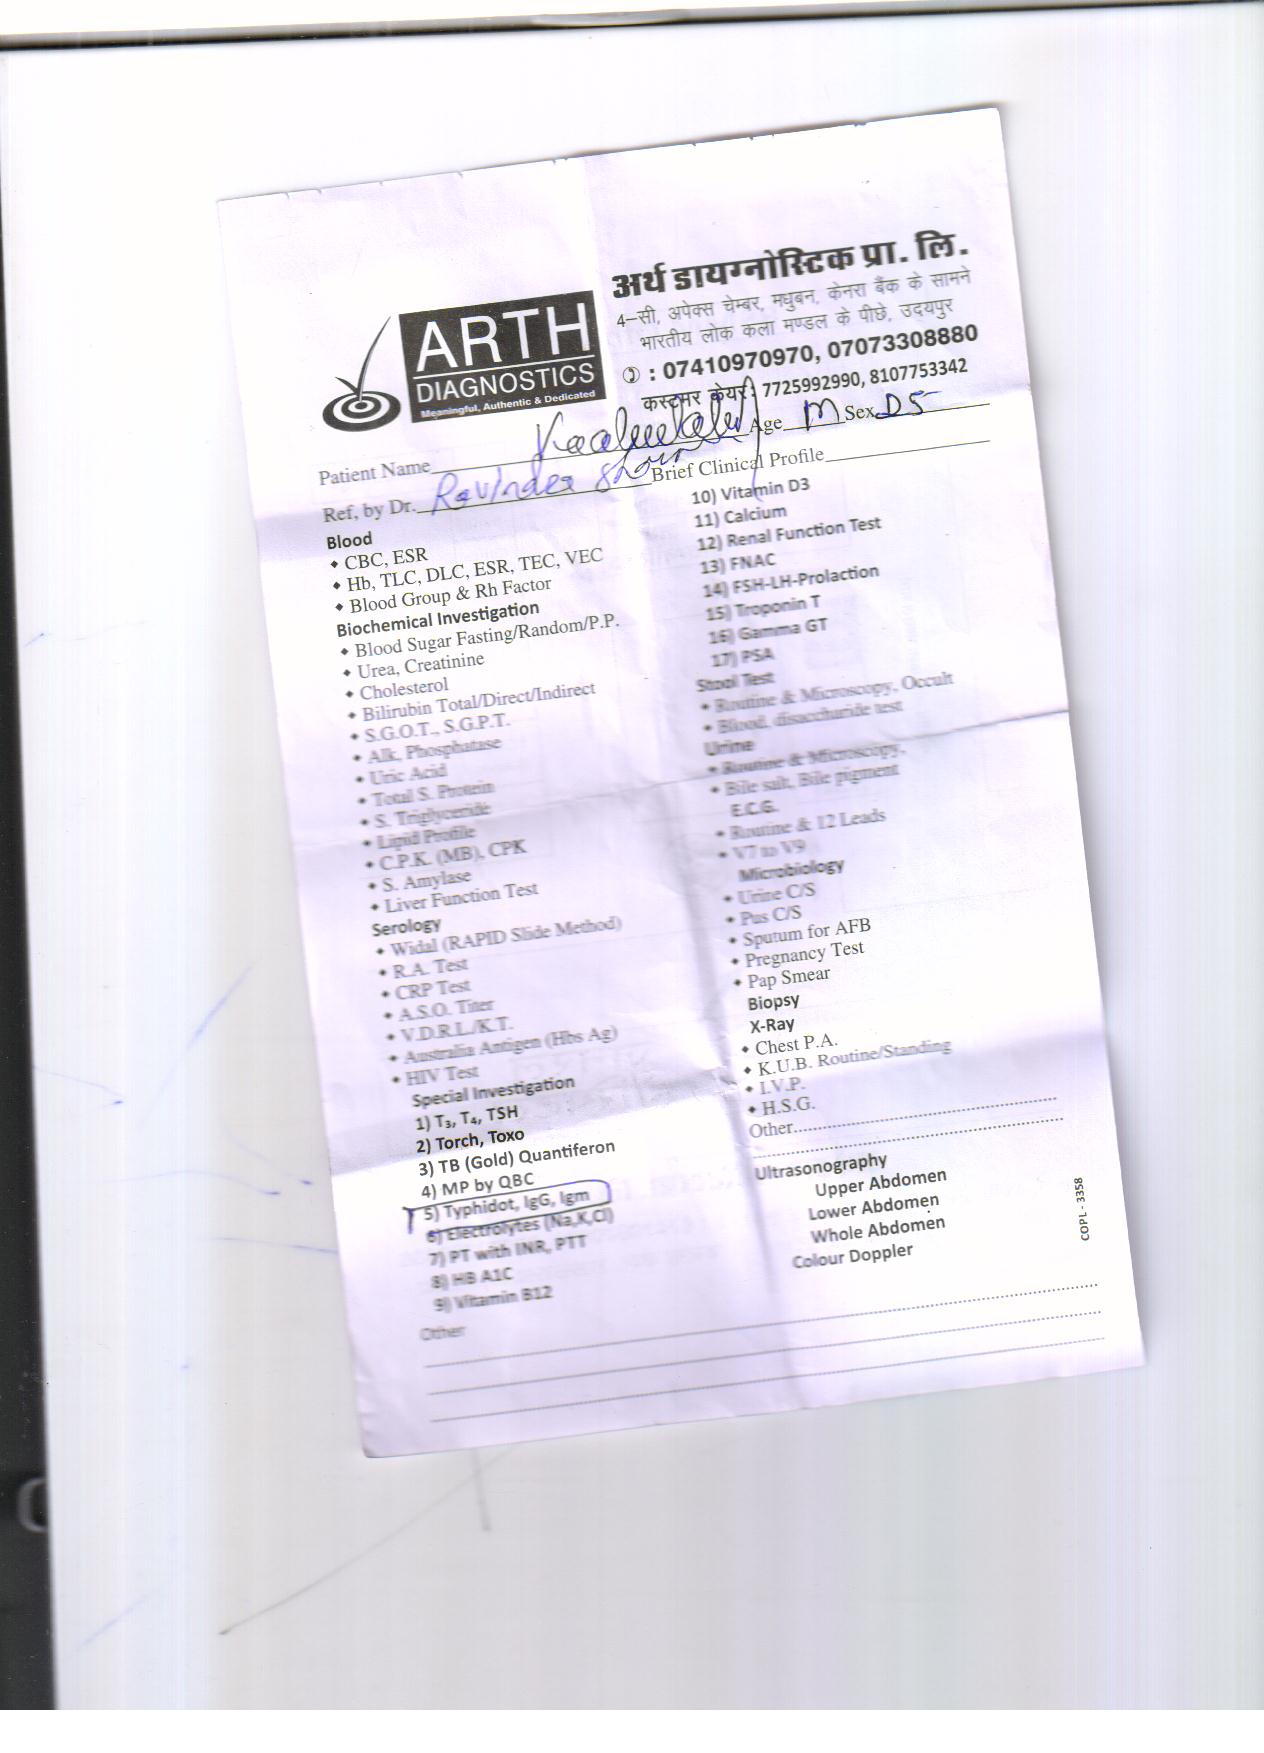 अर्थ डायग्नोस्टिक प्रा. लि.
4–सी, अपेक्स चेम्बर, मधुबन, केनरा बैंक के सामने
भारतीय लोक कला मण्डल के पीछे, उदयपुर
: 07410970970, 07073308880
कस्टमर केयर : 7725992990, 8107753342
ARTH
DIAGNOSTICS
Meaningful, Authentic & Dedicated
Patient Name Age M Sex
Ref, by Dr. Ravinder Brief Clinical Profile
Blood
• CBC, ESR
• Hb, TLC, DLC, ESR, TEC, VEC
• Blood Group & Rh Factor
Biochemical Investigation
• Blood Sugar Fasting/Random/P.P.
• Urea, Creatinine
• Cholesterol
• Bilirubin Total/Direct/Indirect
• S.G.O.T., S.G.P.T.
• Alk, Phosphatase
• Uric Acid
• Total S. Protein
• S. Triglyceride
• Lipid Profile
• C.P.K. (MB), CPK
• S. Amylase
• Liver Function Test
Serology
• Widal (RAPID Slide Method)
• R.A. Test
• CRP Test
• A.S.O. Titer
• V.D.R.L./K.T.
• Australia Antigen (Hbs Ag)
• HIV Test
Special Investigation
1) T₃, T₄, TSH
2) Torch, Toxo
3) TB (Gold) Quantiferon
4) MP by QBC
5) Typhidot, IgG, Igm
6) Electrolytes (Na,K,Cl)
7) PT with INR, PTT
8) HB A1C
9) Vitamin B12
Other
10) Vitamin D3
11) Calcium
12) Renal Function Test
13) FNAC
14) FSH-LH-Prolaction
15) Troponin T
16) Gamma GT
17) PSA
Stool Test
• Routine & Microscopy, Occult
• Blood, disaccharide test
Urine
• Routine & Microscopy,
• Bile salt, Bile pigment
E.C.G.
• Routine & 12 Leads
• V7 to V9
Microbiology
• Urine C/S
• Pus C/S
• Sputum for AFB
• Pregnancy Test
• Pap Smear
Biopsy
X-Ray
• Chest P.A.
• K.U.B. Routine/Standing
• I.V.P.
• H.S.G.
Other
Ultrasonography
Upper Abdomen
Lower Abdomen
Whole Abdomen
Colour Doppler
COPL - 3358